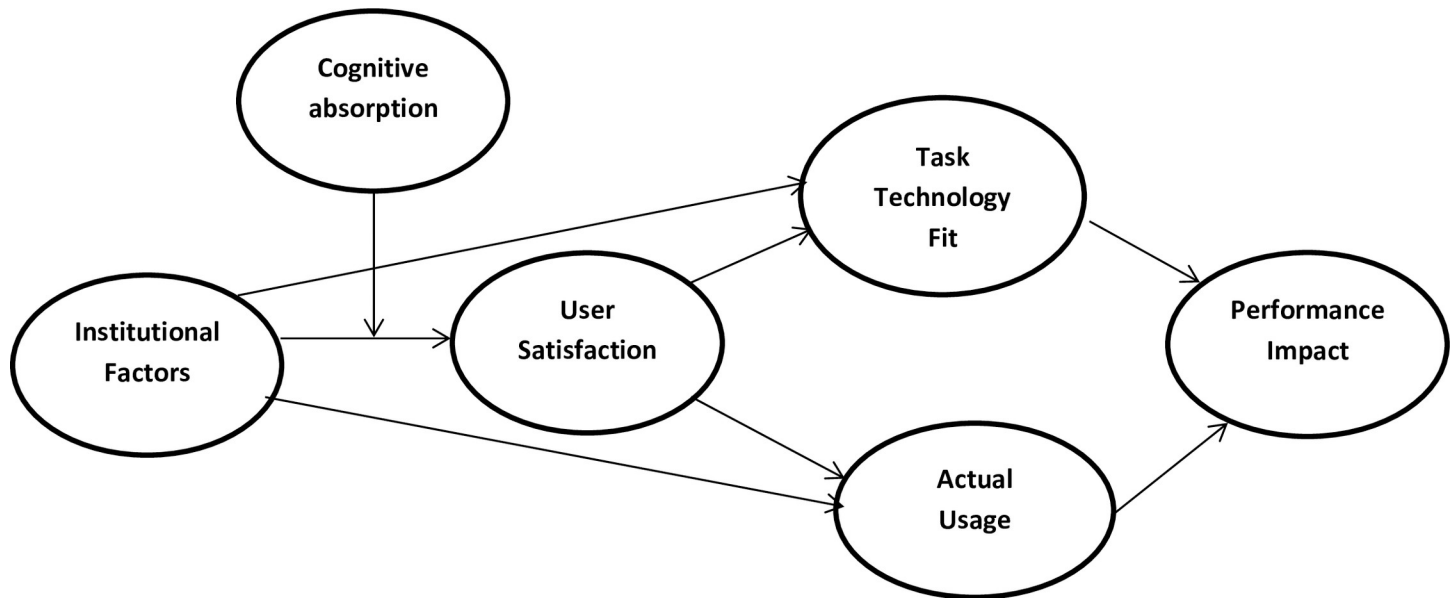 Cognitive
absorption
Task
Technology
Fit
Institutional
Factors
User
Satisfaction
Performance
Impact
Actual
Usage